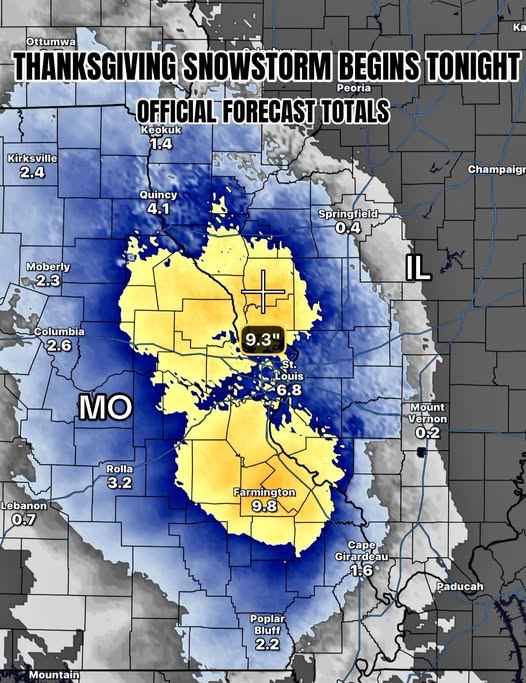 Ottumwa
THANKSGIVING SNOWSTORM BEGINS TONIGHT
Peoria
OFFICIAL FORECAST TOTALS
Keokuk
1.4
Kirksville
2.4
Champaign
Quincy
4.1
Springfield
0.4
Moberly
2.3
IL
Columbia
2.6
9.3"
St.
Louis
6.8
MO
Mount
Vernon
0.2
Rolla
3.2
Farmington
9.8
Lebanon
0.7
Cape
Girardeau
1.6
Paducah
Poplar
Bluff
2.2
Mountain